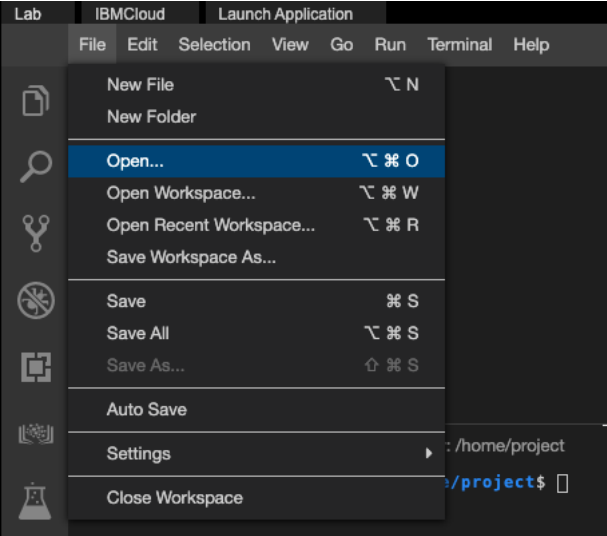 Lab IBMCloud Launch Application
File Edit Selection View Go Run Terminal Help
New File ⌥ N
New Folder
Open... ⌥ ⌘ O
Open Workspace... ⌥ ⌘ W
Open Recent Workspace... ⌥ ⌘ R
Save Workspace As...
Save ⌘ S
Save All ⌥ ⌘ S
Save As... ⇧ ⌘ S
Auto Save
: /home/project
Settings
e/project$
Close Workspace